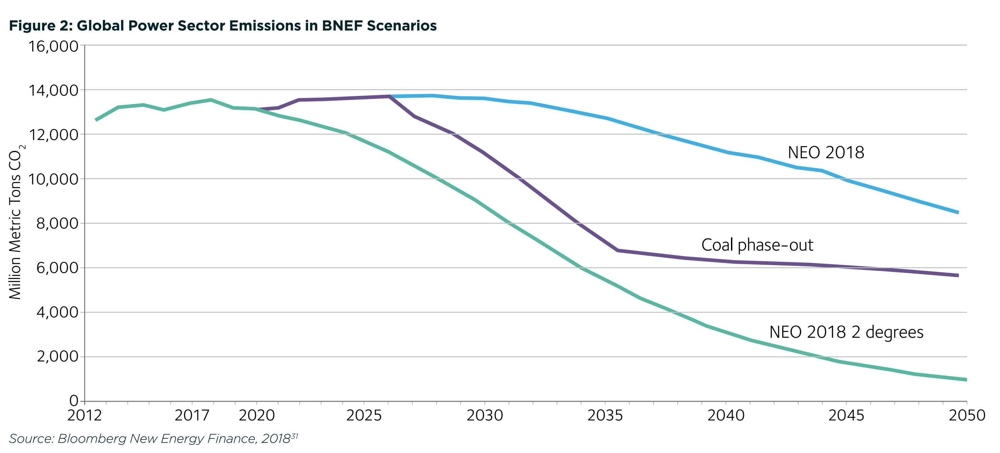 Figure 2: Global Power Sector Emissions in BNEF Scenarios
Million Metric Tons CO₂
16,000
14,000
12,000
10,000
8,000
6,000
4,000
2,000
0
NEO 2018
Coal phase-out
NEO 2018 2 degrees
2012 2017 2020 2025 2030 2035 2040 2045 2050
Source: Bloomberg New Energy Finance, 2018³¹